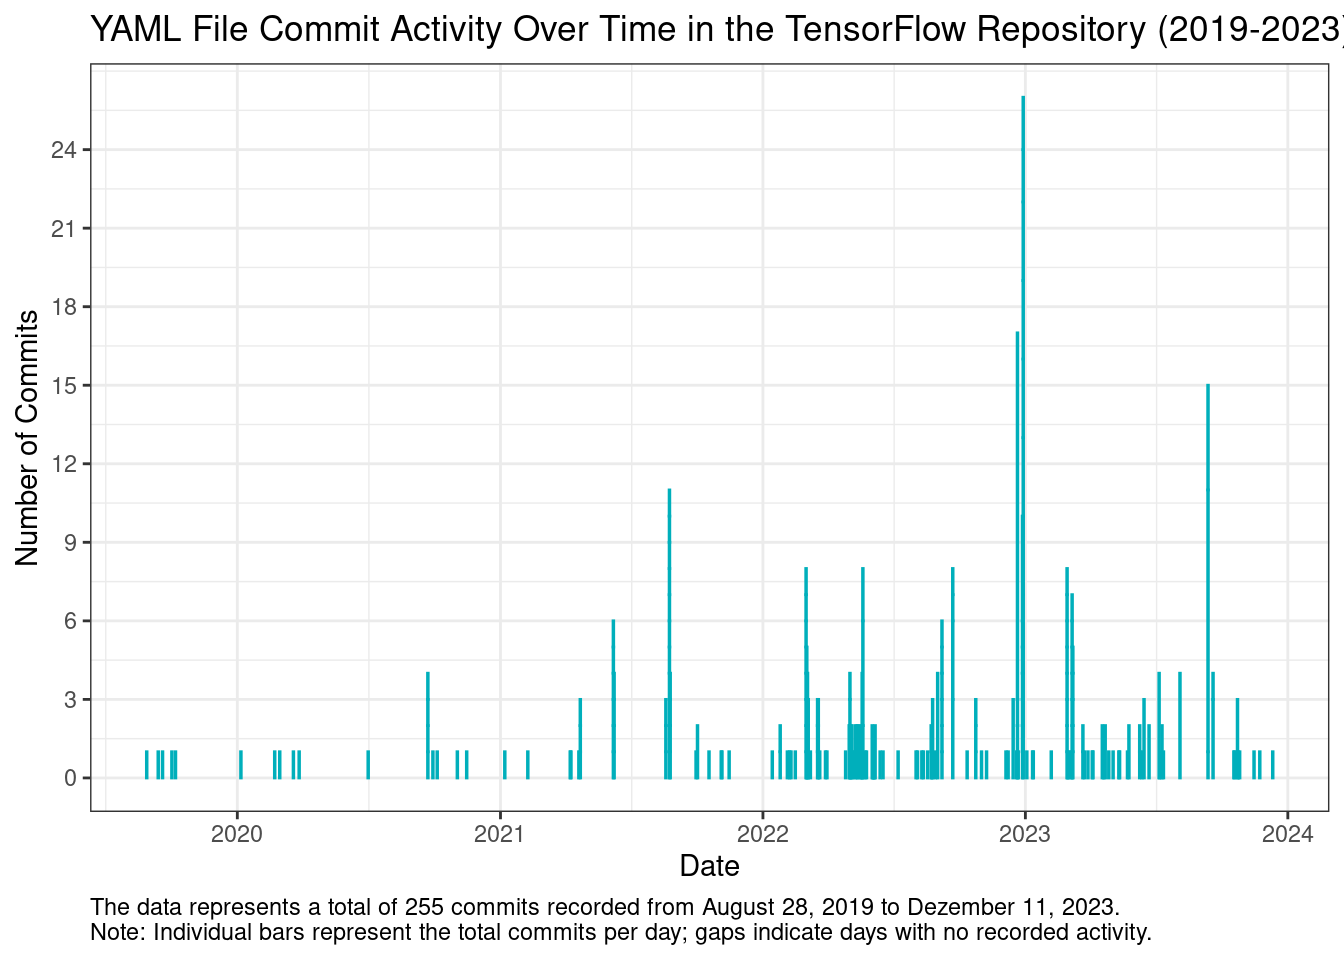 YAML File Commit Activity Over Time in the TensorFlow Repository (2019-2023)
24
21
18
15
12
9
6
3
0
Number of Commits
2020 2021 2022 2023 2024
Date
The data represents a total of 255 commits recorded from August 28, 2019 to Dezember 11, 2023.
Note: Individual bars represent the total commits per day; gaps indicate days with no recorded activity.